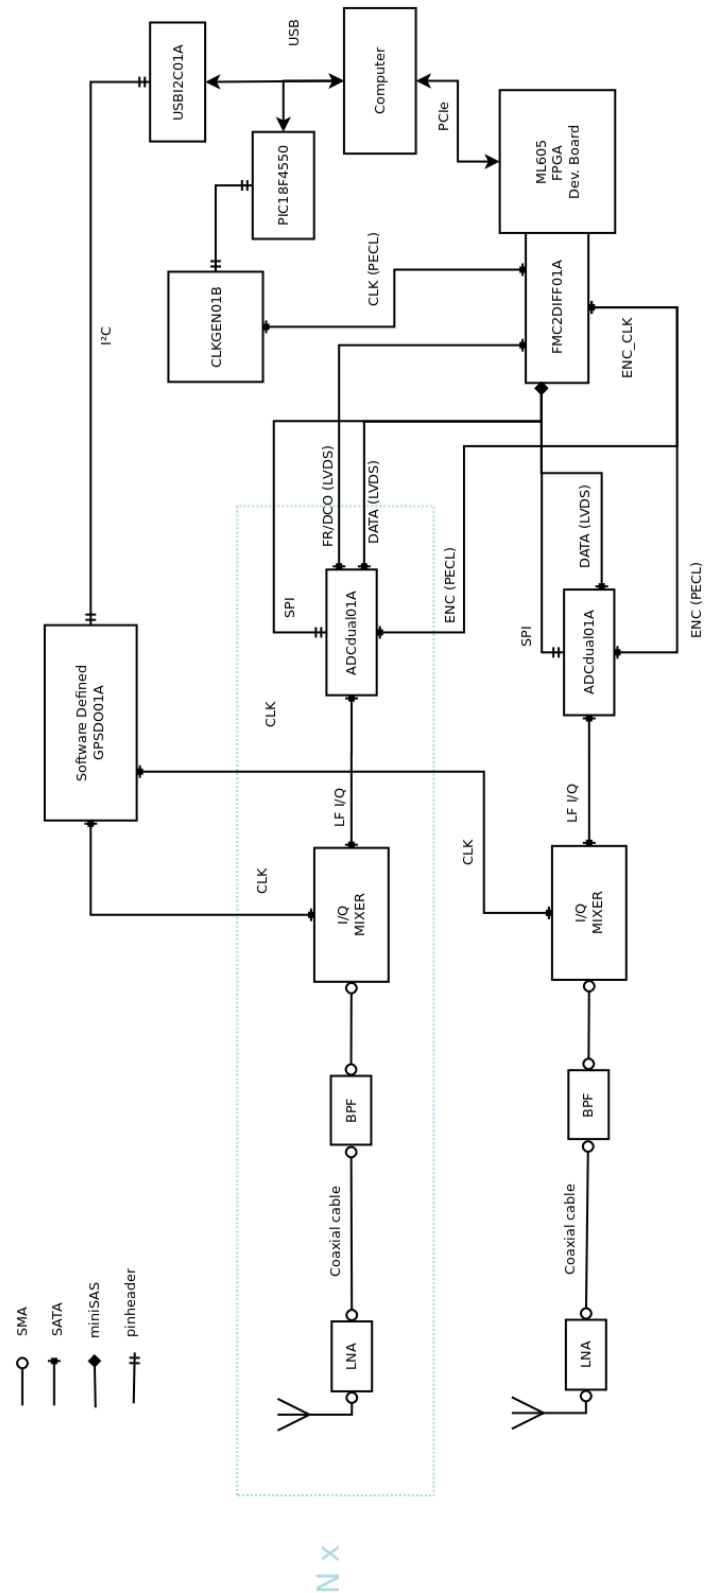 USB
USBI2C01A
Computer
PCIe
PIC18F4550
ML605
FPGA
Dev. Board
CLK (PECL)
FMC2DIFF01A
CLKGEN01B
I²C
ENC_CLK
FR/DCO (LVDS)
DATA (LVDS)
DATA (LVDS)
SPI
ENC (PECL)
ENC (PECL)
SPI
ADCdual01A
ADCdual01A
Software Defined
GPSDO01A
CLK
LF I/Q
LF I/Q
CLK
CLK
I/Q
MIXER
I/Q
MIXER
BPF
BPF
Coaxial cable
Coaxial cable
SMA
SATA
miniSAS
pinheader
LNA
LNA
N x